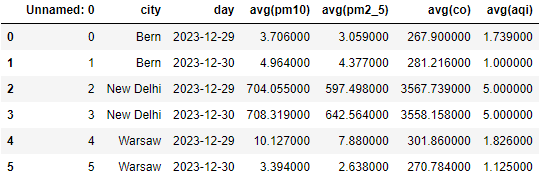 Unnamed: 0 city day avg(pm10) avg(pm2_5) avg(co) avg(aqi)
0 0 Bern 2023-12-29 3.706000 3.059000 267.900000 1.739000
1 1 Bern 2023-12-30 4.964000 4.377000 281.216000 1.000000
2 2 New Delhi 2023-12-29 704.055000 597.498000 3567.739000 5.000000
3 3 New Delhi 2023-12-30 708.319000 642.564000 3558.158000 5.000000
4 4 Warsaw 2023-12-29 10.127000 7.880000 301.860000 1.826000
5 5 Warsaw 2023-12-30 3.394000 2.638000 270.784000 1.125000